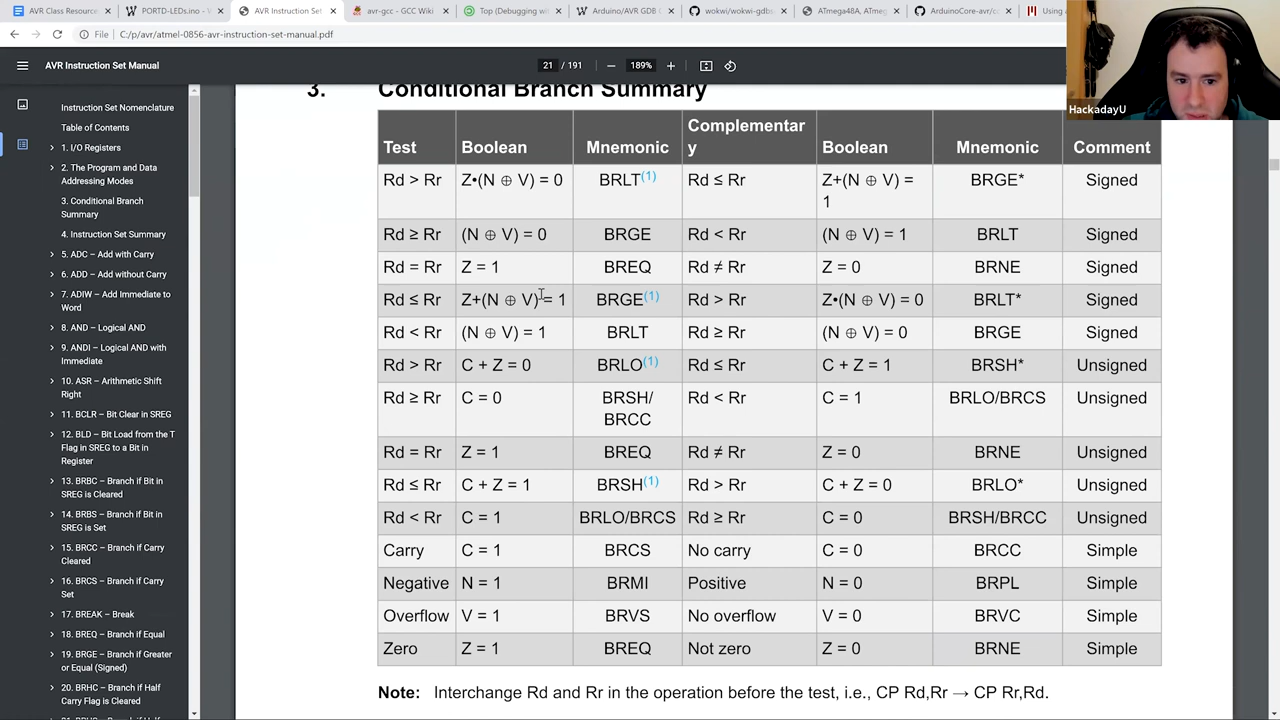 AVR Class Resource
PORTD-LEDs.ino - W
AVR Instruction Set
avr-gcc - GCC Wiki
Top (Debugging wi
Arduino/AVR GDB
wokwi/wokwi-gdbs
ATmega48A, ATmeg
ArduinoCore-avr/co
Using
File C:/p/avr/atmel-0856-avr-instruction-set-manual.pdf
AVR Instruction Set Manual
21 / 191
189%
HackadayU
Instruction Set Nomenclature
Table of Contents
1. I/O Registers
2. The Program and Data
Addressing Modes
3. Conditional Branch
Summary
4. Instruction Set Summary
5. ADC – Add with Carry
6. ADD – Add without Carry
7. ADIW – Add Immediate to
Word
8. AND – Logical AND
9. ANDI – Logical AND with
Immediate
10. ASR – Arithmetic Shift
Right
11. BCLR – Bit Clear in SREG
12. BLD – Bit Load from the T
Flag in SREG to a Bit in
Register
13. BRBC – Branch if Bit in
SREG is Cleared
14. BRBS – Branch if Bit in
SREG is Set
15. BRCC – Branch if Carry
Cleared
16. BRCS – Branch if Carry
Set
17. BREAK – Break
18. BREQ – Branch if Equal
19. BRGE – Branch if Greater
or Equal (Signed)
20. BRHC – Branch if Half
Carry Flag is Cleared
3. Conditional Branch Summary
Test Boolean Mnemonic Complementar
y Boolean Mnemonic Comment
Rd > Rr Z•(N ⊕ V) = 0 BRLT(1) Rd ≤ Rr Z+(N ⊕ V) =
1 BRGE* Signed
Rd ≥ Rr (N ⊕ V) = 0 BRGE Rd < Rr (N ⊕ V) = 1 BRLT Signed
Rd = Rr Z = 1 BREQ Rd ≠ Rr Z = 0 BRNE Signed
Rd ≤ Rr Z+(N ⊕ V) = 1 BRGE(1) Rd > Rr Z•(N ⊕ V) = 0 BRLT* Signed
Rd < Rr (N ⊕ V) = 1 BRLT Rd ≥ Rr (N ⊕ V) = 0 BRGE Signed
Rd > Rr C + Z = 0 BRLO(1) Rd ≤ Rr C + Z = 1 BRSH* Unsigned
Rd ≥ Rr C = 0 BRSH/
BRCC Rd < Rr C = 1 BRLO/BRCS Unsigned
Rd = Rr Z = 1 BREQ Rd ≠ Rr Z = 0 BRNE Unsigned
Rd ≤ Rr C + Z = 1 BRSH(1) Rd > Rr C + Z = 0 BRLO* Unsigned
Rd < Rr C = 1 BRLO/BRCS Rd ≥ Rr C = 0 BRSH/BRCC Unsigned
Carry C = 1 BRCS No carry C = 0 BRCC Simple
Negative N = 1 BRMI Positive N = 0 BRPL Simple
Overflow V = 1 BRVS No overflow V = 0 BRVC Simple
Zero Z = 1 BREQ Not zero Z = 0 BRNE Simple
Note: Interchange Rd and Rr in the operation before the test, i.e., CP Rd,Rr → CP Rr,Rd.